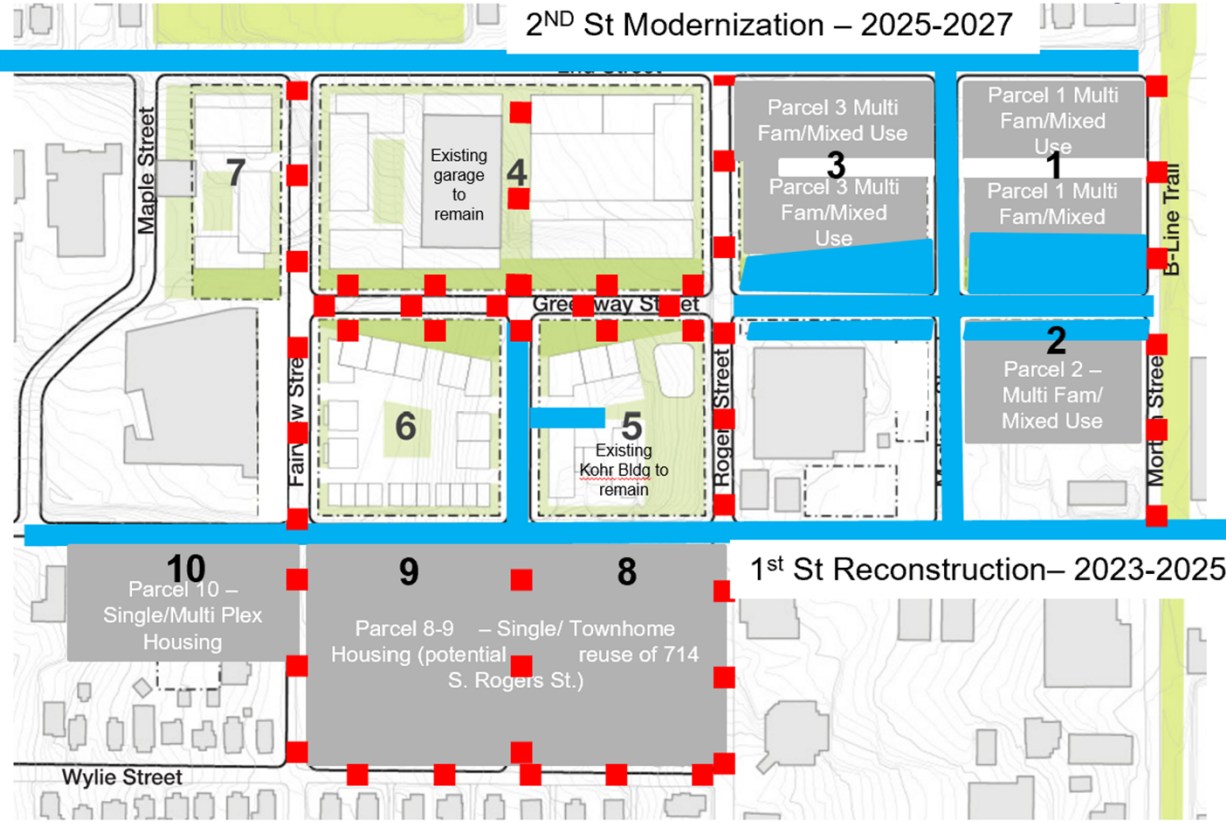 2ND St Modernization – 2025-2027
2nd Street
Maple Street
7
Existing
garage
to
remain
4
Parcel 3 Multi
Fam/Mixed Use
3
Parcel 3 Multi
Fam/Mixed
Use
Parcel 1 Multi
Fam/Mixed
Use
1
Parcel 1 Multi
Fam/Mixed
B-Line Trail
Greenway Street
Fairview Stre
6
5
Existing
Kohr Bldg to
remain
Rogers Street
2
Parcel 2 –
Multi Fam/
Mixed Use
Morton Street
1st St Reconstruction– 2023-2025
10
Parcel 10 –
Single/Multi Plex
Housing
9
8
Parcel 8-9 – Single/ Townhome
Housing (potential reuse of 714
S. Rogers St.)
Wylie Street